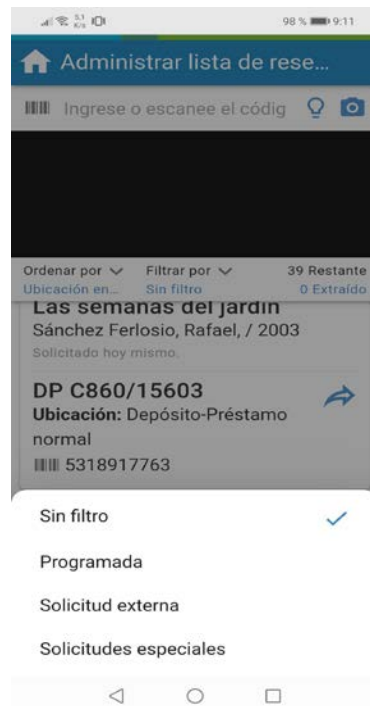 3,1
K/s
98 % 9:11
Administrar lista de rese...
Ingrese o escanee el códig
Ordenar por Filtrar por 39 Restante
Ubicación en... Sin filtro 0 Extraído
Las semanas del jardín
Sánchez Ferlosio, Rafael, / 2003
Solicitado hoy mismo.
DP C860/15603
Ubicación: Depósito-Préstamo
normal
5318917763
Sin filtro
Programada
Solicitud externa
Solicitudes especiales